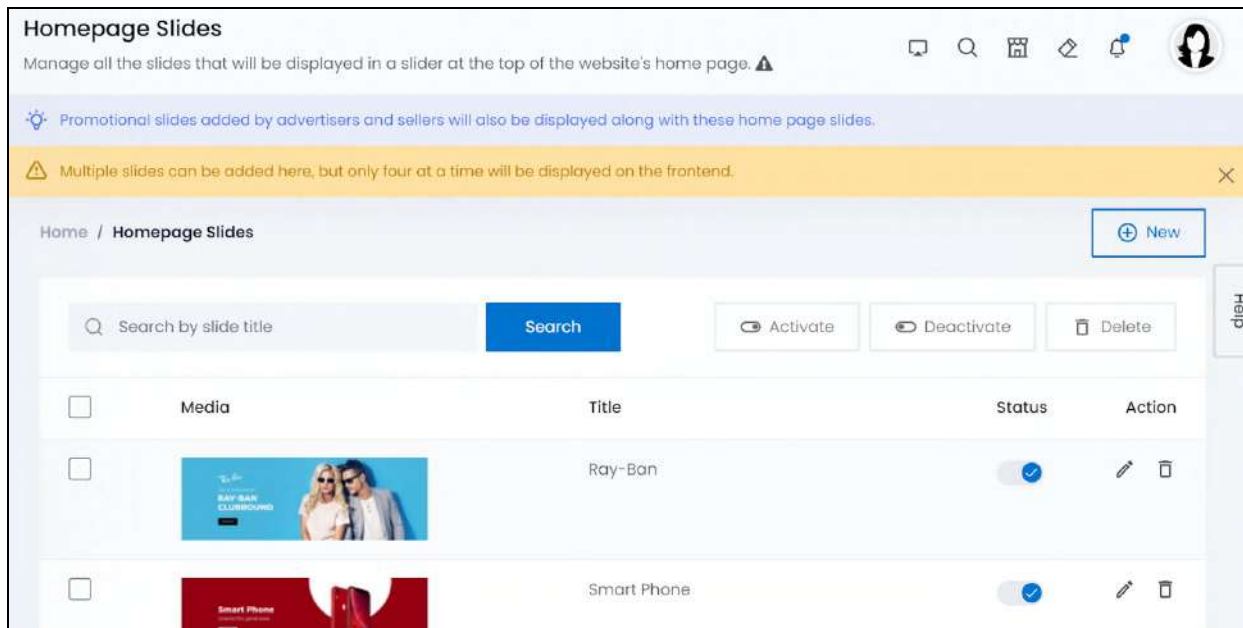 Homepage Slides
Manage all the slides that will be displayed in a slider at the top of the website's home page.
Promotional slides added by advertisers and sellers will also be displayed along with these home page slides.
Multiple slides can be added here, but only four at a time will be displayed on the frontend.
Home / Homepage Slides
New
Help
Search by slide title
Search
Activate
Deactivate
Delete
Media
Title
Status
Action
Ray-Ban
RAY-BAN
CLUBROUND
Smart Phone
Smart Phone